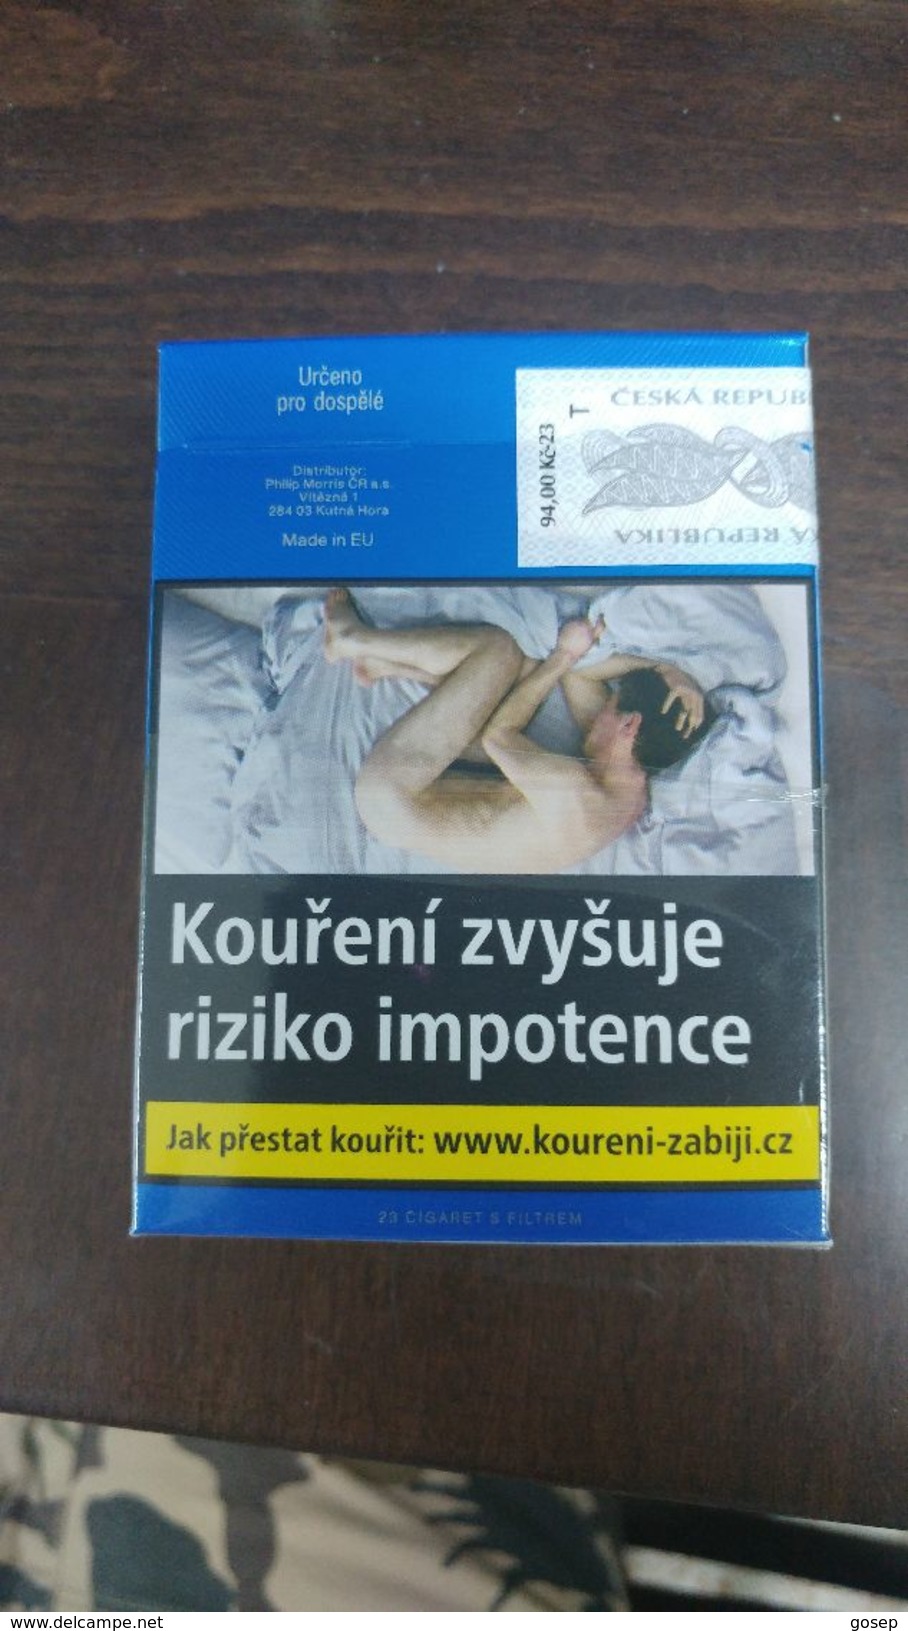 Určeno
pro dospělé
Distributor:
Philip Morris ČR a.s.
Vítězná 1
284 03 Kutná Hora
Made in EU
94,00 Kč-23
T
ČESKÁ REPUB
KÁ REPUBLIKA
Kouření zvyšuje
riziko impotence
Jak přestat kouřit: www.koureni-zabiji.cz
23 CIGARET S FILTREM
www.delcampe.net
gosep